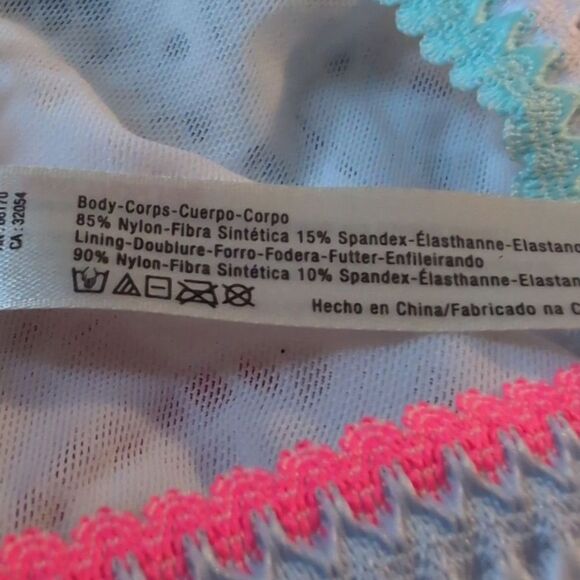 Body-Corps-Cuerpo-Corpo
85% Nylon-Fibra Sintética 15% Spandex-Élasthanne-Elastano
Lining-Doublure-Forro-Fodera-Futter-Enfileirando
90% Nylon-Fibra Sintética 10% Spandex-Élasthanne-Elastan
Hecho en China/Fabricado na C
CA: 32054